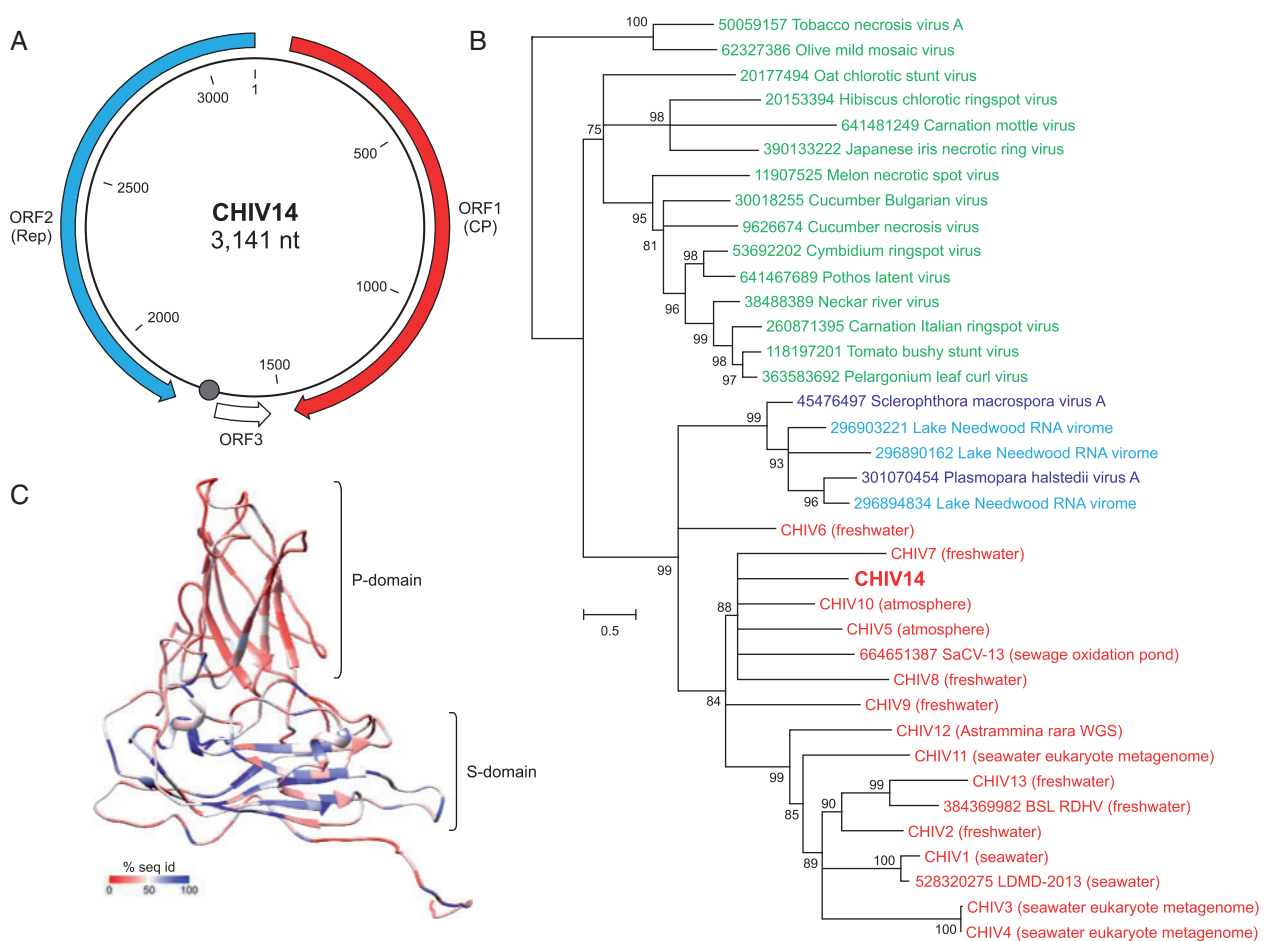 A
3000
1
500
2500
ORF2
(Rep)
CHIV14
3,141 nt
ORF1
(CP)
1000
2000
1500
ORF3
B
100
50059157 Tobacco necrosis virus A
62327386 Olive mild mosaic virus
20177494 Oat chlorotic stunt virus
75
98
20153394 Hibiscus chlorotic ringspot virus
641481249 Carnation mottle virus
390133222 Japanese iris necrotic ring virus
11907525 Melon necrotic spot virus
95
30018255 Cucumber Bulgarian virus
81
9626674 Cucumber necrosis virus
98
53692202 Cymbidium ringspot virus
641467689 Pothos latent virus
96
38488389 Neckar river virus
99
260871395 Carnation Italian ringspot virus
98
118197201 Tomato bushy stunt virus
97
363583692 Pelargonium leaf curl virus
45476497 Sclerophthora macrospora virus A
99
296903221 Lake Needwood RNA virome
93
296890162 Lake Needwood RNA virome
301070454 Plasmopara halstedii virus A
96
296894834 Lake Needwood RNA virome
99
CHIV6 (freshwater)
CHIV7 (freshwater)
CHIV14
88
CHIV10 (atmosphere)
CHIV5 (atmosphere)
664651387 SaCV-13 (sewage oxidation pond)
CHIV8 (freshwater)
84
CHIV9 (freshwater)
CHIV12 (Astrammina rara WGS)
99
CHIV11 (seawater eukaryote metagenome)
85
99
CHIV13 (freshwater)
90
384369982 BSL RDHV (freshwater)
CHIV2 (freshwater)
89
100
CHIV1 (seawater)
528320275 LDMD-2013 (seawater)
CHIV3 (seawater eukaryote metagenome)
100
CHIV4 (seawater eukaryote metagenome)
0.5
C
P-domain
S-domain
% seq id
0 50 100